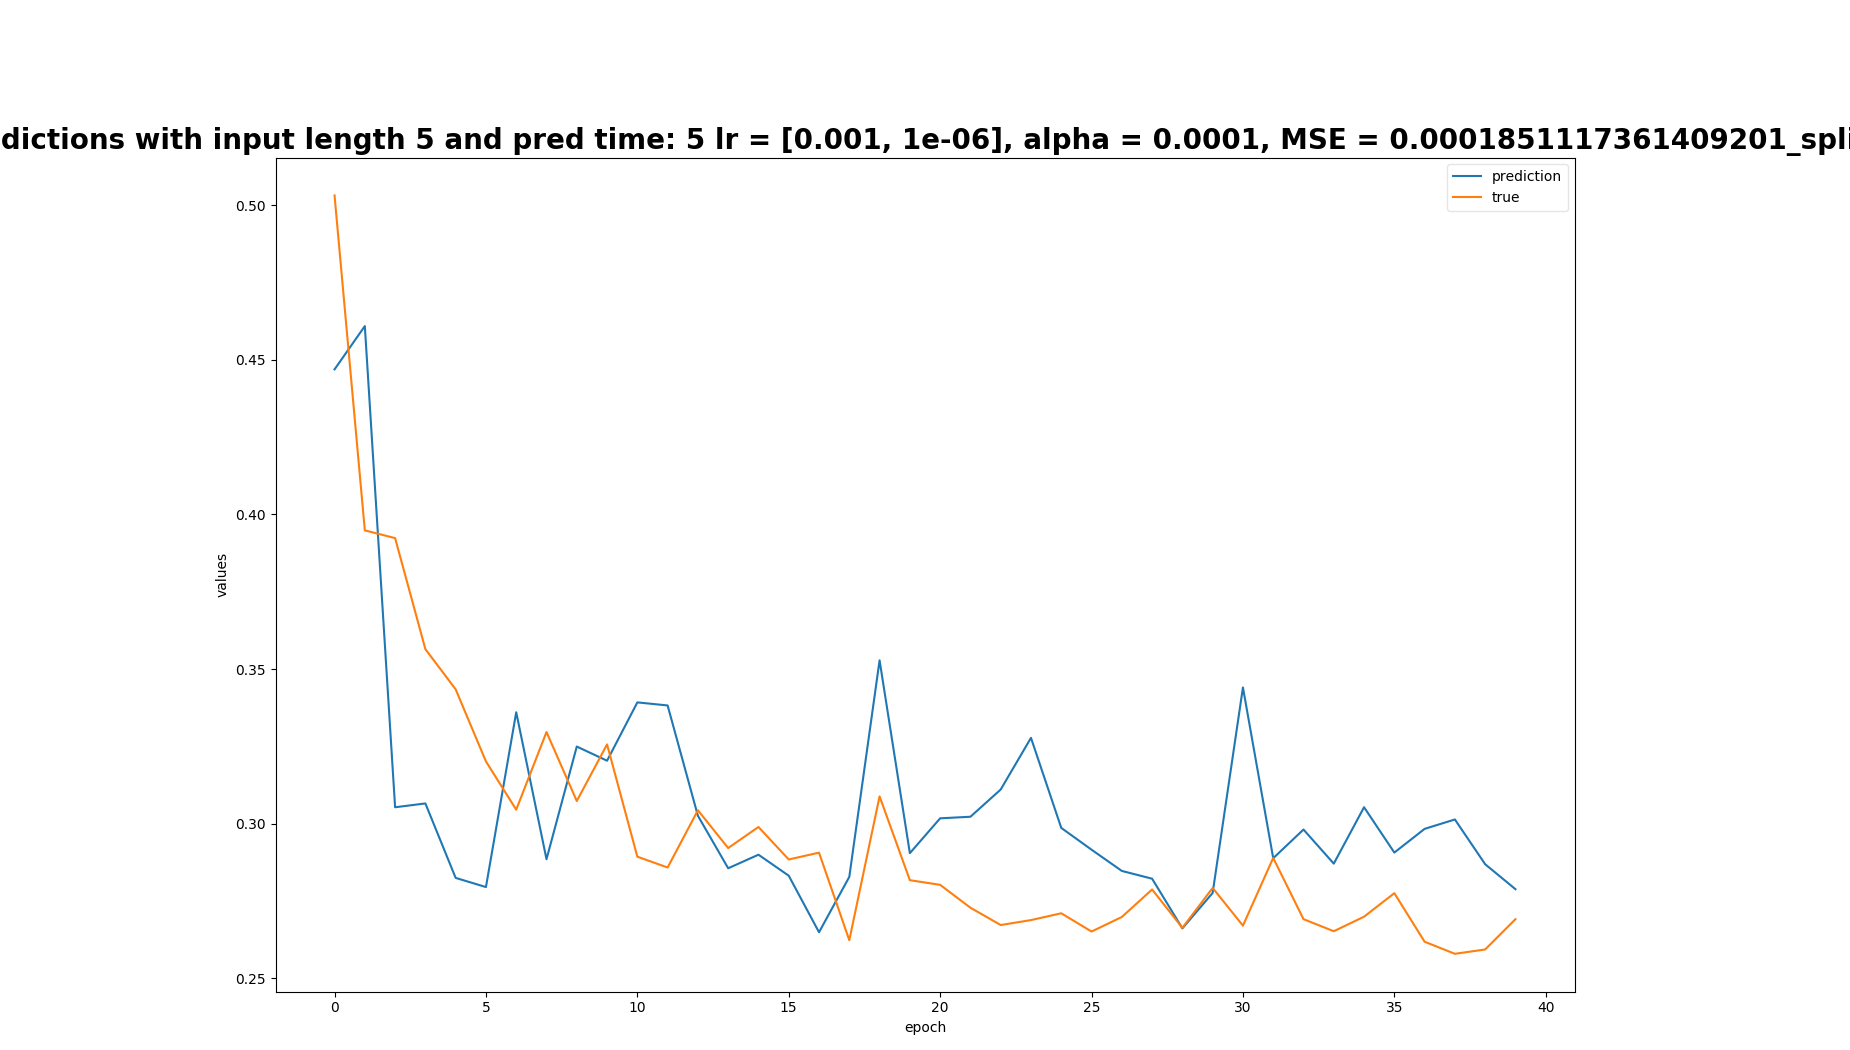 dictions with input length 5 and pred time: 5 lr = [0.001, 1e-06], alpha = 0.0001, MSE = 0.0001851117361409201_spli
prediction
true
0.50
0.45
0.40
0.35
0.30
0.25
values
0 5 10 15 20 25 30 35 40
epoch